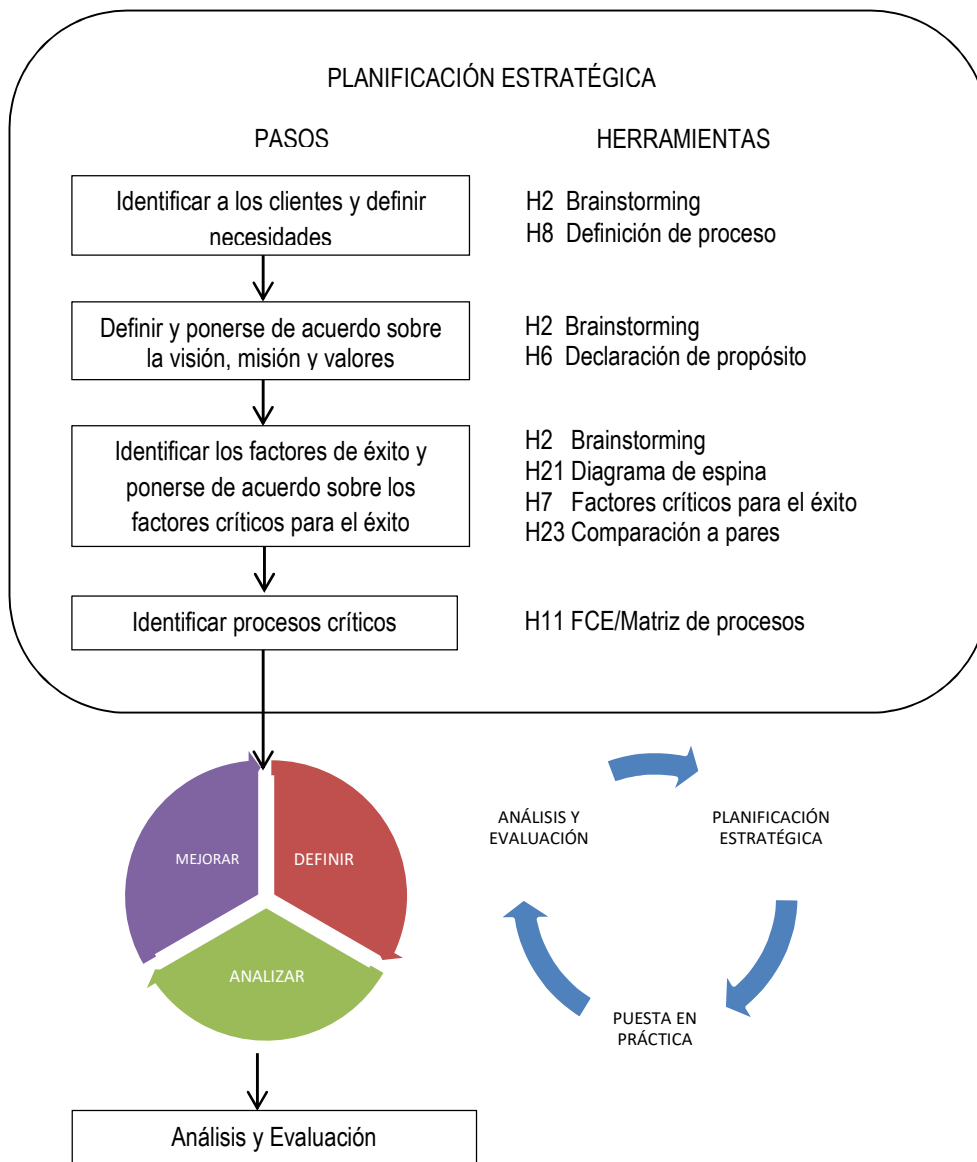 PLANIFICACIÓN ESTRATÉGICA
PASOS
HERRAMIENTAS
Identificar a los clientes y definir
necesidades
H2 Brainstorming
H8 Definición de proceso
Definir y ponerse de acuerdo sobre
la visión, misión y valores
H2 Brainstorming
H6 Declaración de propósito
Identificar los factores de éxito y
ponerse de acuerdo sobre los
factores críticos para el éxito
H2 Brainstorming
H21 Diagrama de espina
H7 Factores críticos para el éxito
H23 Comparación a pares
Identificar procesos críticos
H11 FCE/Matriz de procesos
MEJORAR
DEFINIR
ANALIZAR
ANÁLISIS Y
EVALUACIÓN
PLANIFICACIÓN
ESTRATÉGICA
PUESTA EN
PRÁCTICA
Análisis y Evaluación